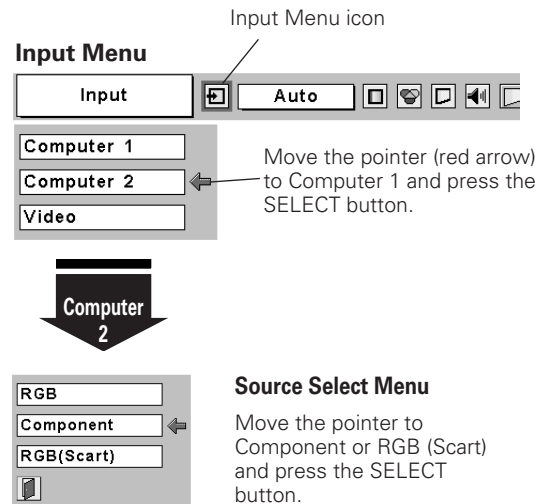 Input Menu icon
Input Menu
Input
Auto
Computer 1
Computer 2
Video
Move the pointer (red arrow)
to Computer 1 and press the
SELECT button.
Computer
2
RGB
Component
RGB(Scart)
Source Select Menu
Move the pointer to
Component or RGB (Scart)
and press the SELECT
button.